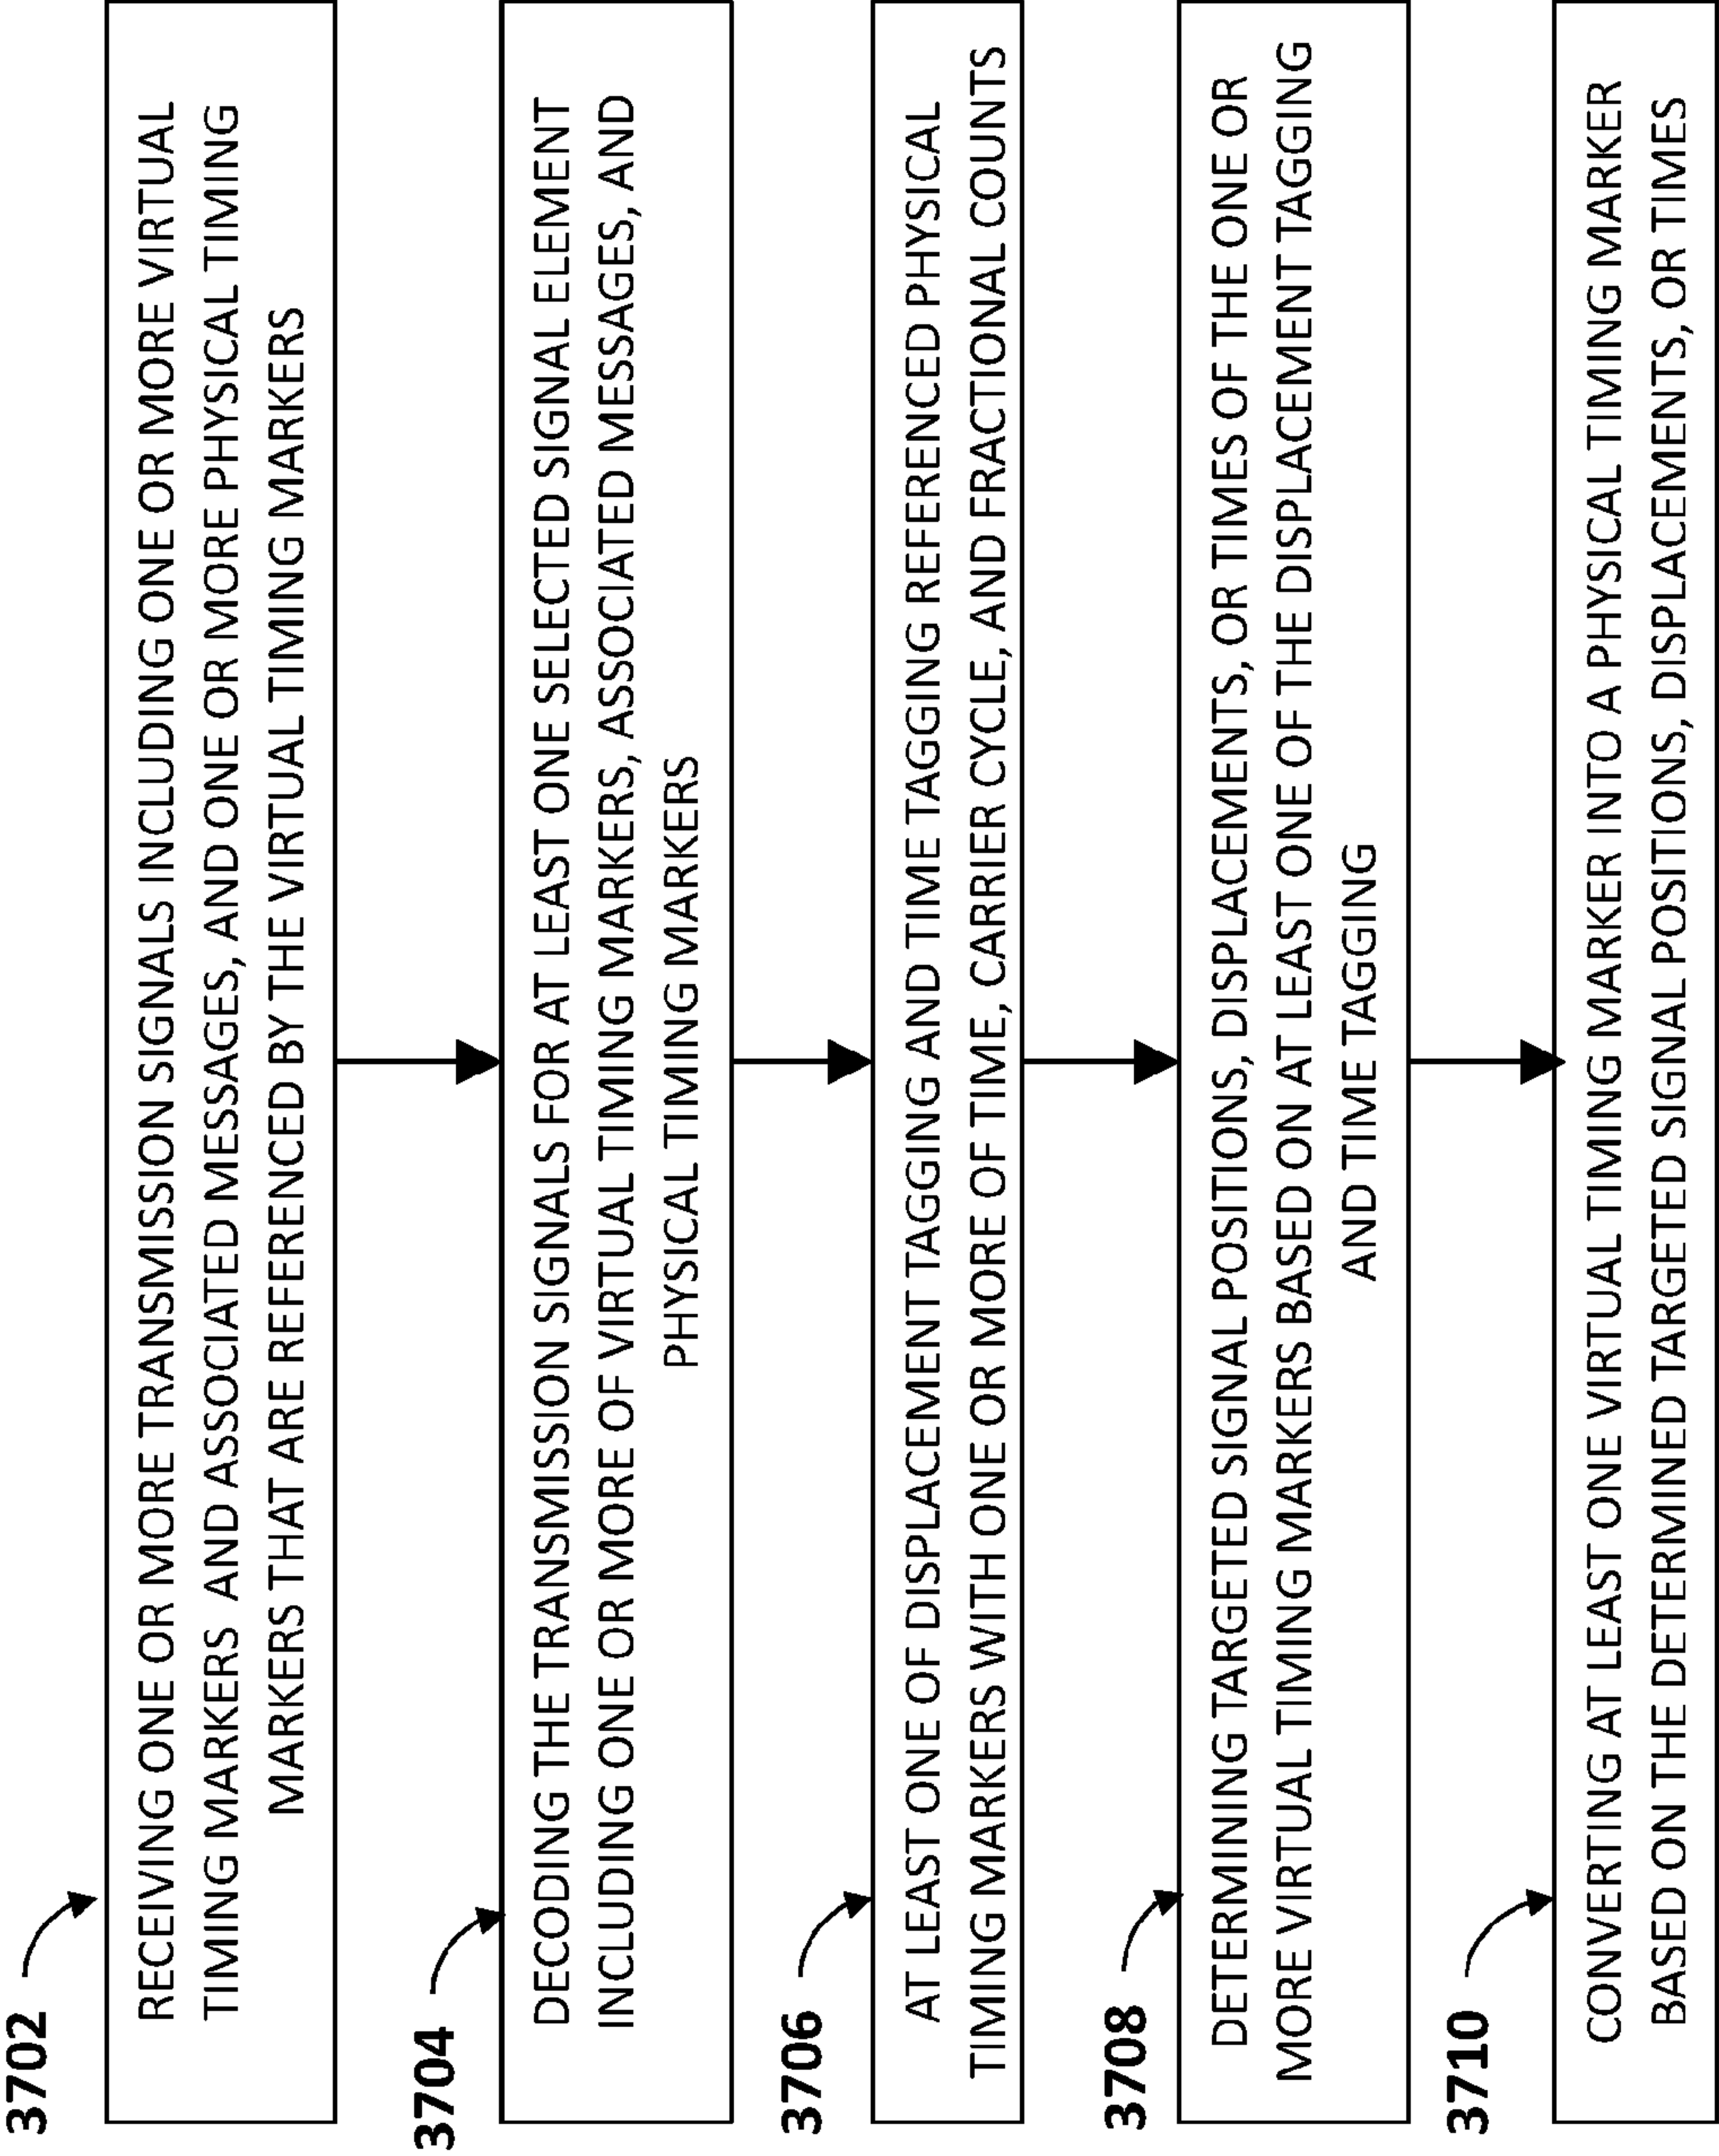 3702
RECEIVING ONE OR MORE TRANSMISSION SIGNALS INCLUDING ONE OR MORE VIRTUAL
TIMING MARKERS AND ASSOCIATED MESSAGES, AND ONE OR MORE PHYSICAL TIMING
MARKERS THAT ARE REFERENCED BY THE VIRTUAL TIMING MARKERS
3704
DECODING THE TRANSMISSION SIGNALS FOR AT LEAST ONE SELECTED SIGNAL ELEMENT
INCLUDING ONE OR MORE OF VIRTUAL TIMING MARKERS, ASSOCIATED MESSAGES, AND
PHYSICAL TIMING MARKERS
3706
AT LEAST ONE OF DISPLACEMENT TAGGING AND TIME TAGGING REFERENCED PHYSICAL
TIMING MARKERS WITH ONE OR MORE OF TIME, CARRIER CYCLE, AND FRACTIONAL COUNTS
3708
DETERMINING TARGETED SIGNAL POSITIONS, DISPLACEMENTS, OR TIMES OF THE ONE OR
MORE VIRTUAL TIMING MARKERS BASED ON AT LEAST ONE OF THE DISPLACEMENT TAGGING
AND TIME TAGGING
3710
CONVERTING AT LEAST ONE VIRTUAL TIMING MARKER INTO A PHYSICAL TIMING MARKER
BASED ON THE DETERMINED TARGETED SIGNAL POSITIONS, DISPLACEMENTS, OR TIMES